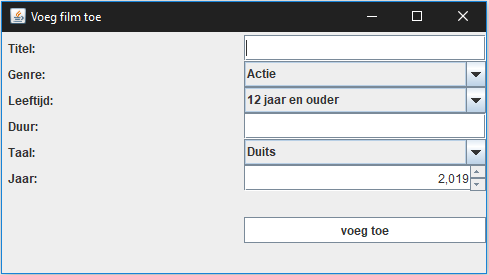 Voeg film toe
Titel:
Genre: Actie
Leeftijd: 12 jaar en ouder
Duur:
Taal: Duits
Jaar: 2,019
voeg toe